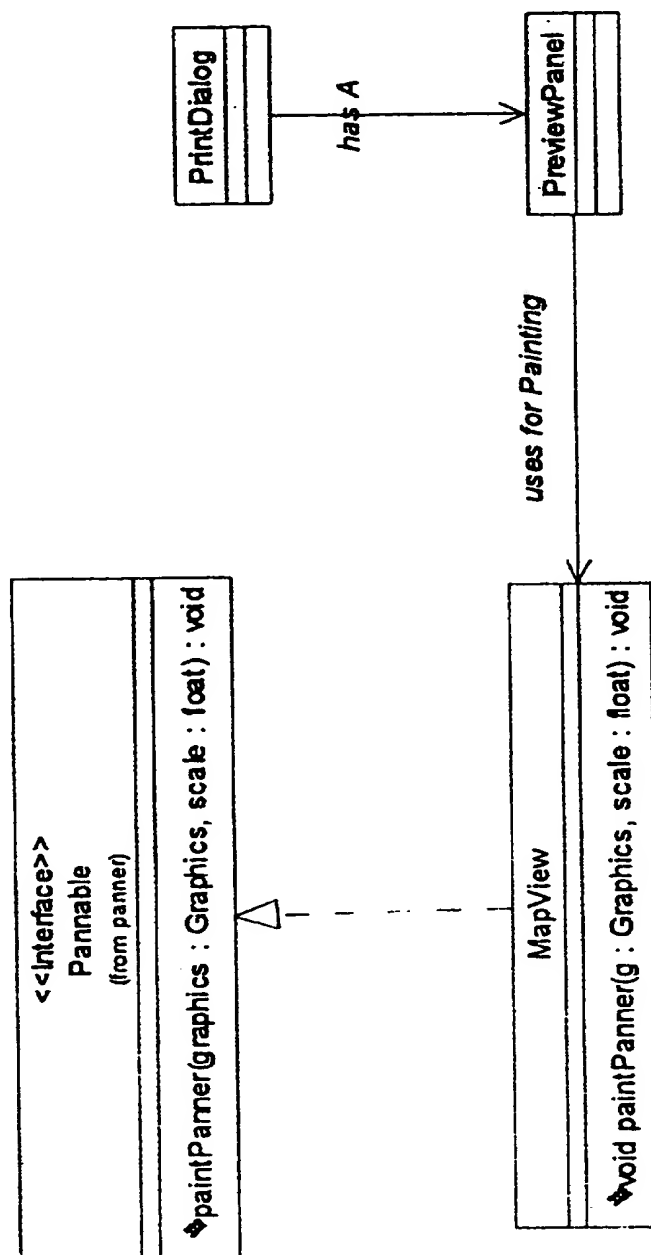 <<Interface>>
Pannable
(from panner)
paintPanner(graphics : Graphics, scale : float) : void
PrintDialog
has A
MapView
void paintPanner(g : Graphics, scale : float) : void
uses for Painting
PreviewPanel